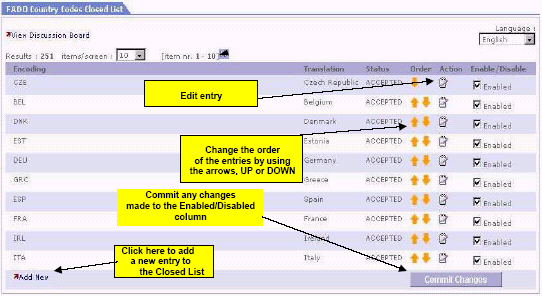 FADO Country Codes Closed List
View Discussion Board
Language :
English
Results : 251 items/screen : 10 [item nr. 1 - 10]
Encoding Translation Status Order Action Enable/Disable
CZE Czech Republic ACCEPTED Enabled
BEL Belgium ACCEPTED Enabled
DNK Denmark ACCEPTED Enabled
EST Estonia ACCEPTED Enabled
DEU Germany ACCEPTED Enabled
GRC Greece ACCEPTED Enabled
ESP Spain ACCEPTED Enabled
FRA France ACCEPTED Enabled
IRL Ireland ACCEPTED Enabled
ITA Italy ACCEPTED Enabled
Add New
Commit Changes
Edit entry
Change the order
of the entries by using
the arrows, UP or DOWN
Commit any changes
made to the Enabled/Disabled
column
Click here to add
a new entry to
the Closed List